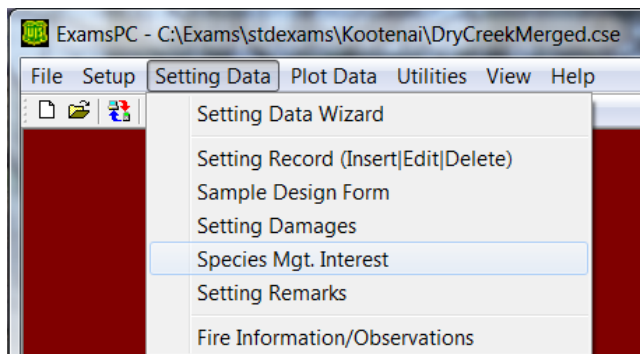 ExamsPC - C:\Exams\stdexams\Kootenai\DryCreekMerged.cse
File Setup Setting Data Plot Data Utilities View Help
Setting Data Wizard
Setting Record (Insert|Edit|Delete)
Sample Design Form
Setting Damages
Species Mgt. Interest
Setting Remarks
Fire Information/Observations